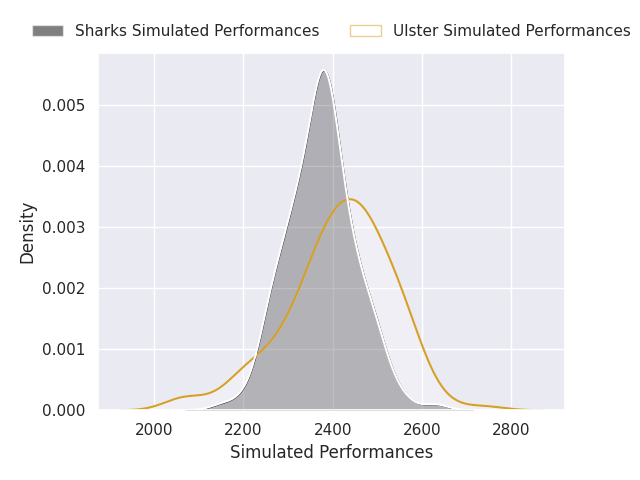 Sharks Simulated Performances
Ulster Simulated Performances
0.005
0.004
0.003
0.002
0.001
0.000
Density
2000
2200
2400
2600
2800
Simulated Performances